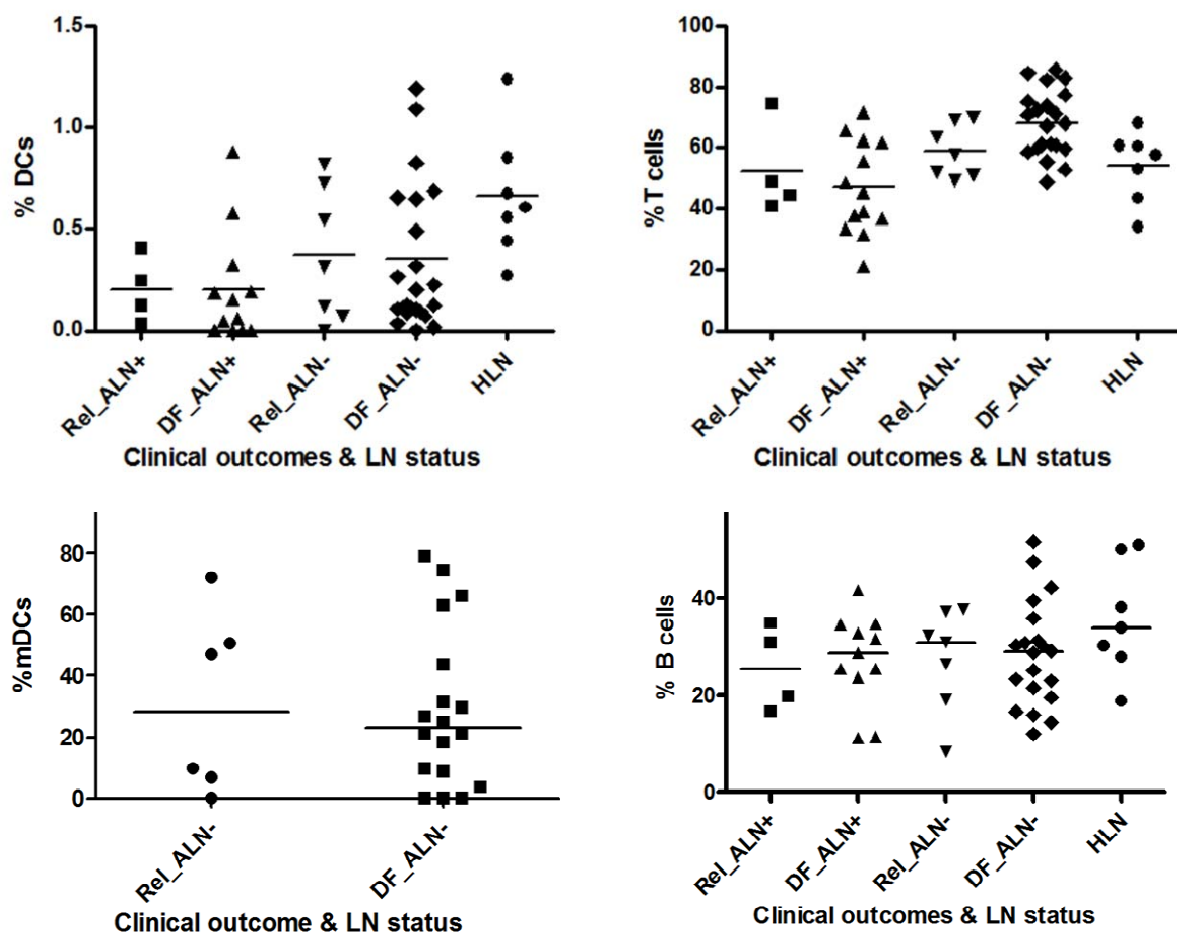 1.5
1.0
0.5
0.0
% DCs
Rel_ALN+
DF_ALN+
Rel_ALN-
DF_ALN-
HLN
Clinical outcomes & LN status
100
80
60
40
20
0
%T cells
Rel_ALN+
DF_ALN+
Rel_ALN-
DF_ALN-
HLN
Clinical outcomes & LN status
80
60
40
20
0
%mDCs
Rel_ALN-
DF_ALN-
Clinical outcome & LN status
40
20
0
% B cells
Rel_ALN+
DF_ALN+
Rel_ALN-
DF_ALN-
HLN
Clinical outcomes & LN status